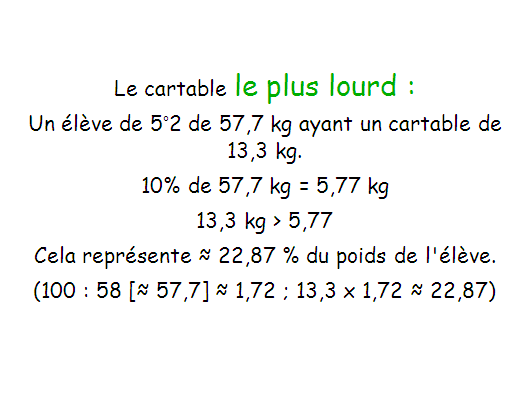 Le cartable le plus lourd :
Un élève de 5°2 de 57,7 kg ayant un cartable de
13,3 kg.
10% de 57,7 kg = 5,77 kg
13,3 kg > 5,77
Cela représente ≈ 22,87 % du poids de l'élève.
(100 : 58 [≈ 57,7] ≈ 1,72 ; 13,3 x 1,72 ≈ 22,87)